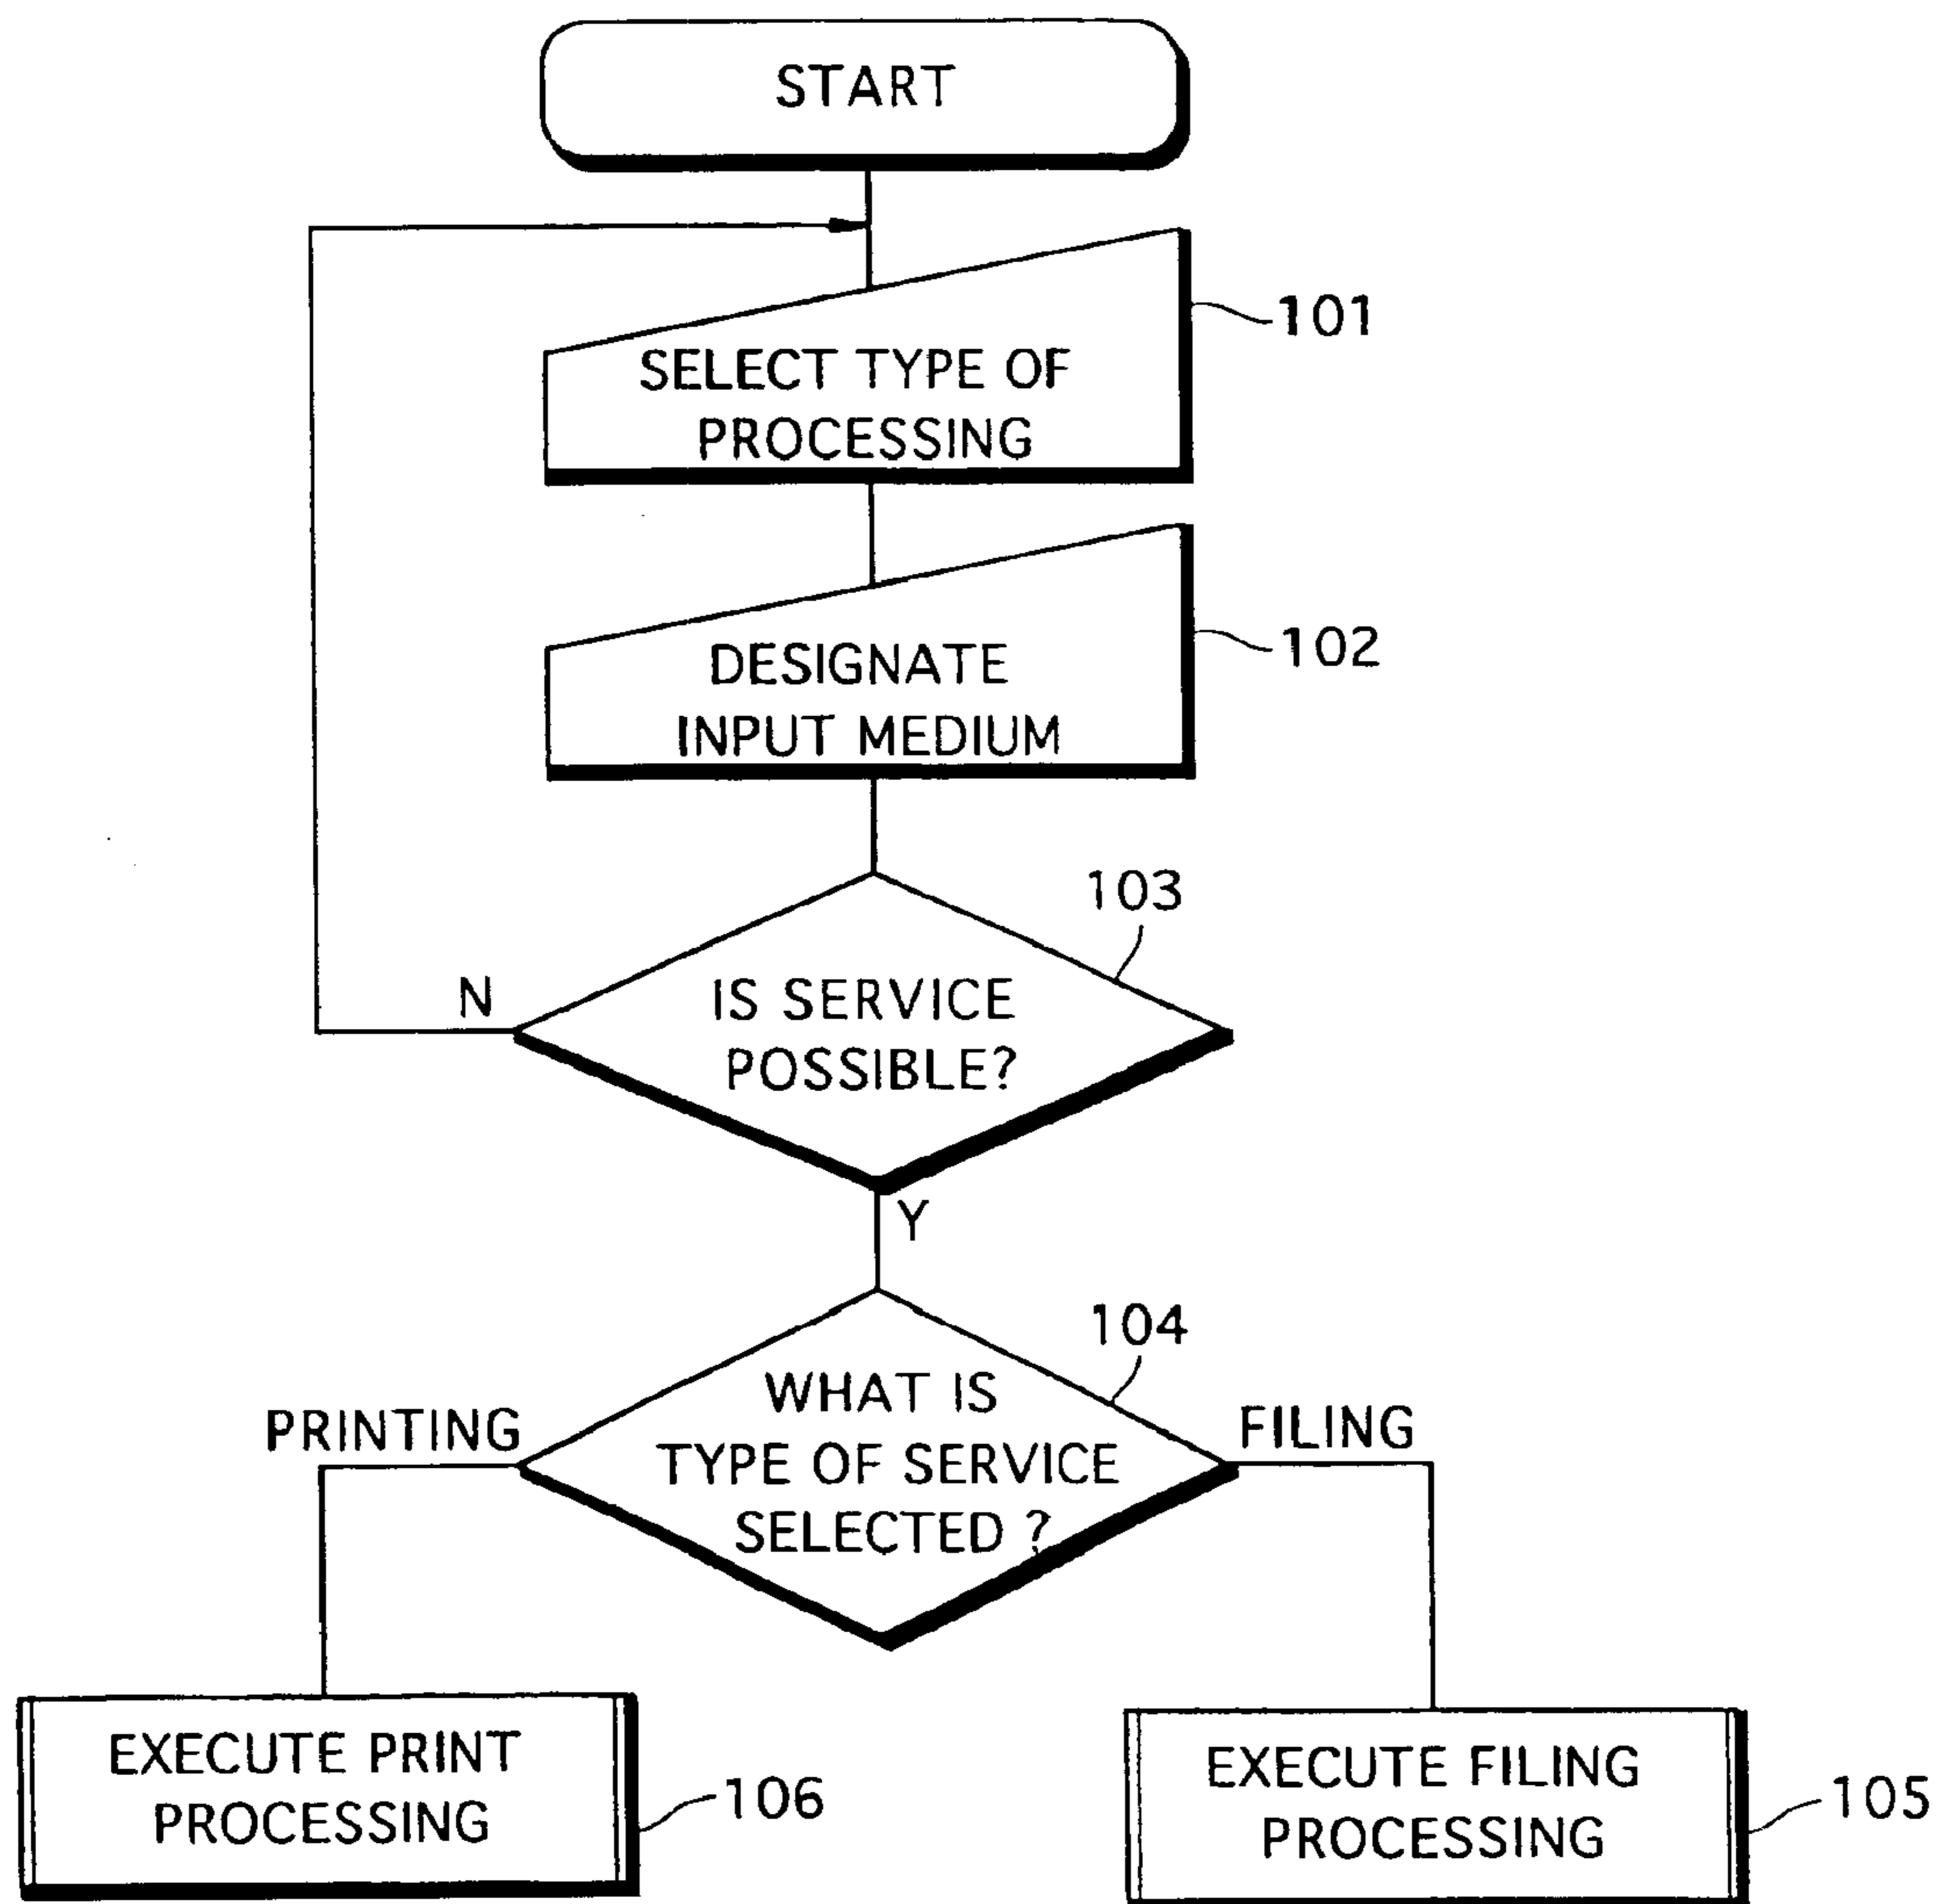 START
SELECT TYPE OF
PROCESSING
101
DESIGNATE
INPUT MEDIUM
102
103
IS SERVICE
POSSIBLE?
N
Y
104
WHAT IS
TYPE OF SERVICE
SELECTED ?
PRINTING
FILING
EXECUTE PRINT
PROCESSING
106
EXECUTE FILING
PROCESSING
105